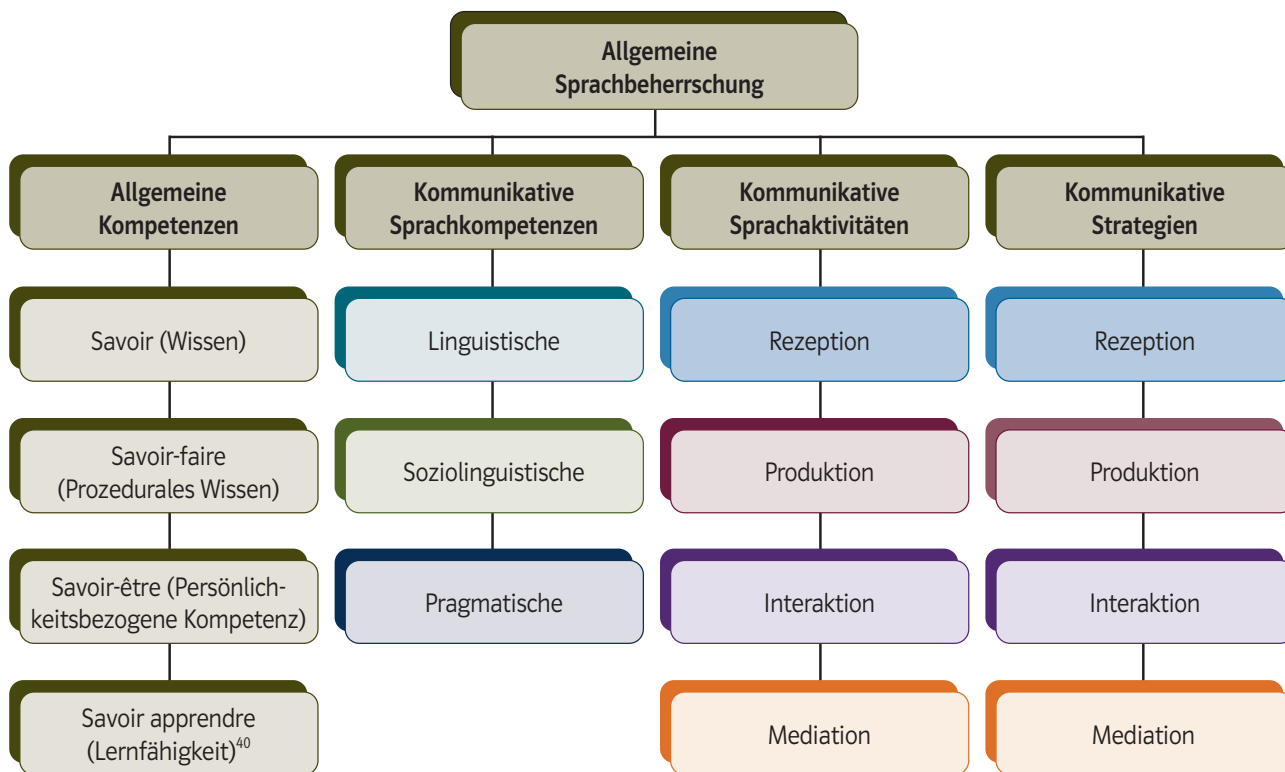 Allgemeine
Sprachbeherrschung
Allgemeine
Kompetenzen
Kommunikative
Sprachkompetenzen
Kommunikative
Sprachaktivitäten
Kommunikative
Strategien
Savoir (Wissen)
Linguistische
Rezeption
Rezeption
Savoir-faire
(Prozedurales Wissen)
Soziolinguistische
Produktion
Produktion
Savoir-être (Persönlich-
keitsbezogene Kompetenz)
Pragmatische
Interaktion
Interaktion
Savoir apprendre
(Lernfähigkeit)⁴⁰
Mediation
Mediation